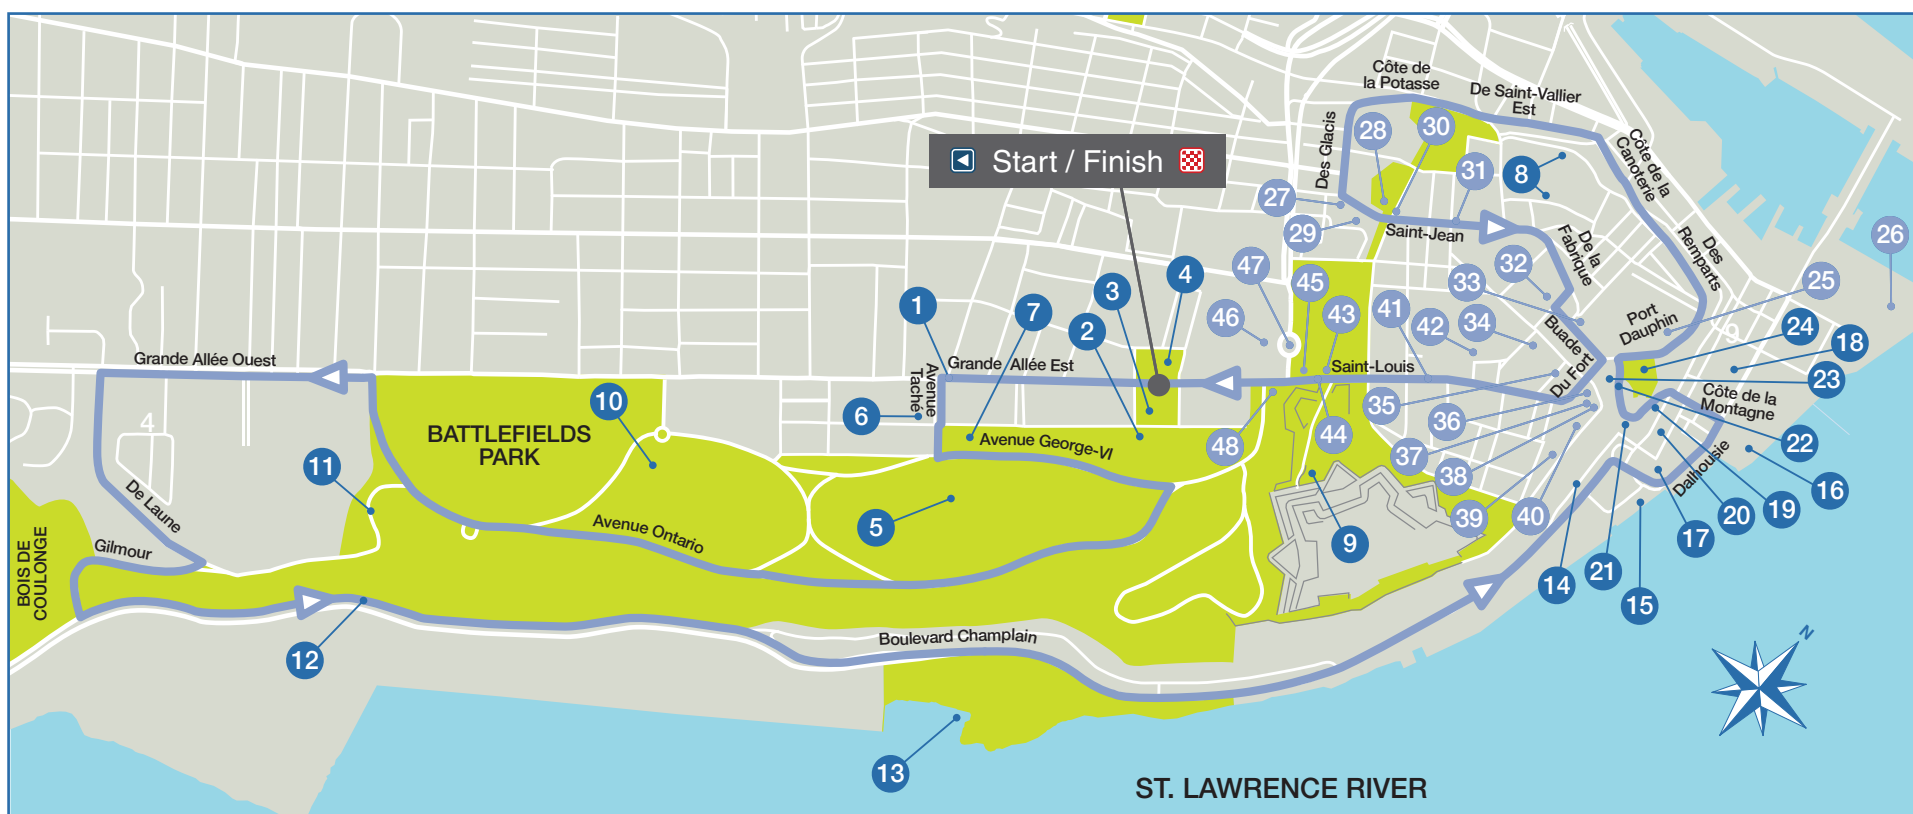 Côte de
la Potasse
De Saint-Vallier
Est
Des Glacis
28
30
Côte de la
Canoterie
Start / Finish
31
8
27
29
Saint-Jean
De la
Fabrique
Des
Remparts
26
47
45
4
3
1
7
2
46
43
41
42
33
32
34
25
Port
Dauphin
24
9
18
Buade
Du Fort
23
Grande Allée Ouest
Avenue
Taché
Grande Allée Est
Saint-Louis
35
36
37
38
Côte de la
Montagne
22
6
10
4
BATTLEFIELDS
PARK
Avenue George-VI
48
44
11
De Laune
5
Avenue Ontario
9
39
40
14
21
15
17
20
19
16
Dalhousie
Gilmour
BOIS DE
COULONGE
12
Boulevard Champlain
N
13
ST. LAWRENCE RIVER